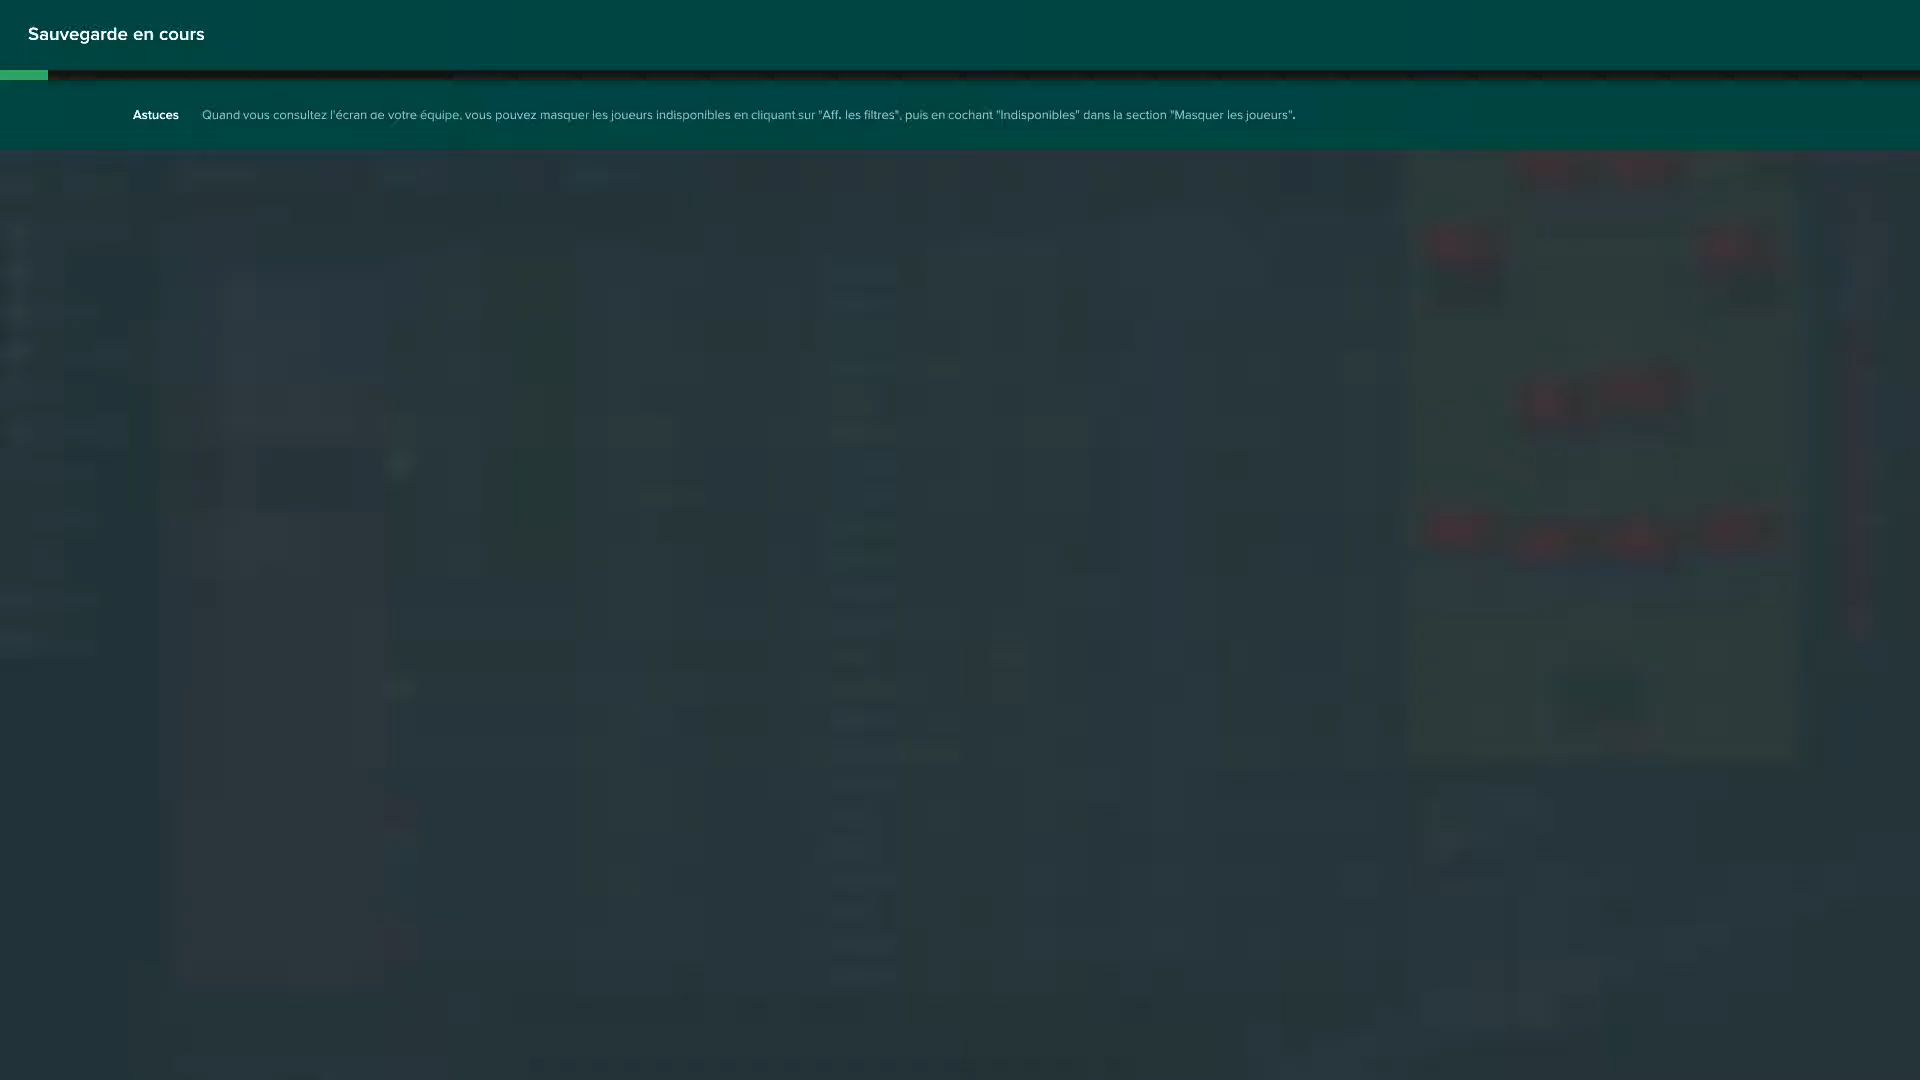 Sauvegarde en cours
Astuces Quand vous consultez l'écran de votre équipe, vous pouvez masquer les joueurs indisponibles en cliquant sur "Aff. les filtres", puis en cochant "Indisponibles" dans la section "Masquer les joueurs".